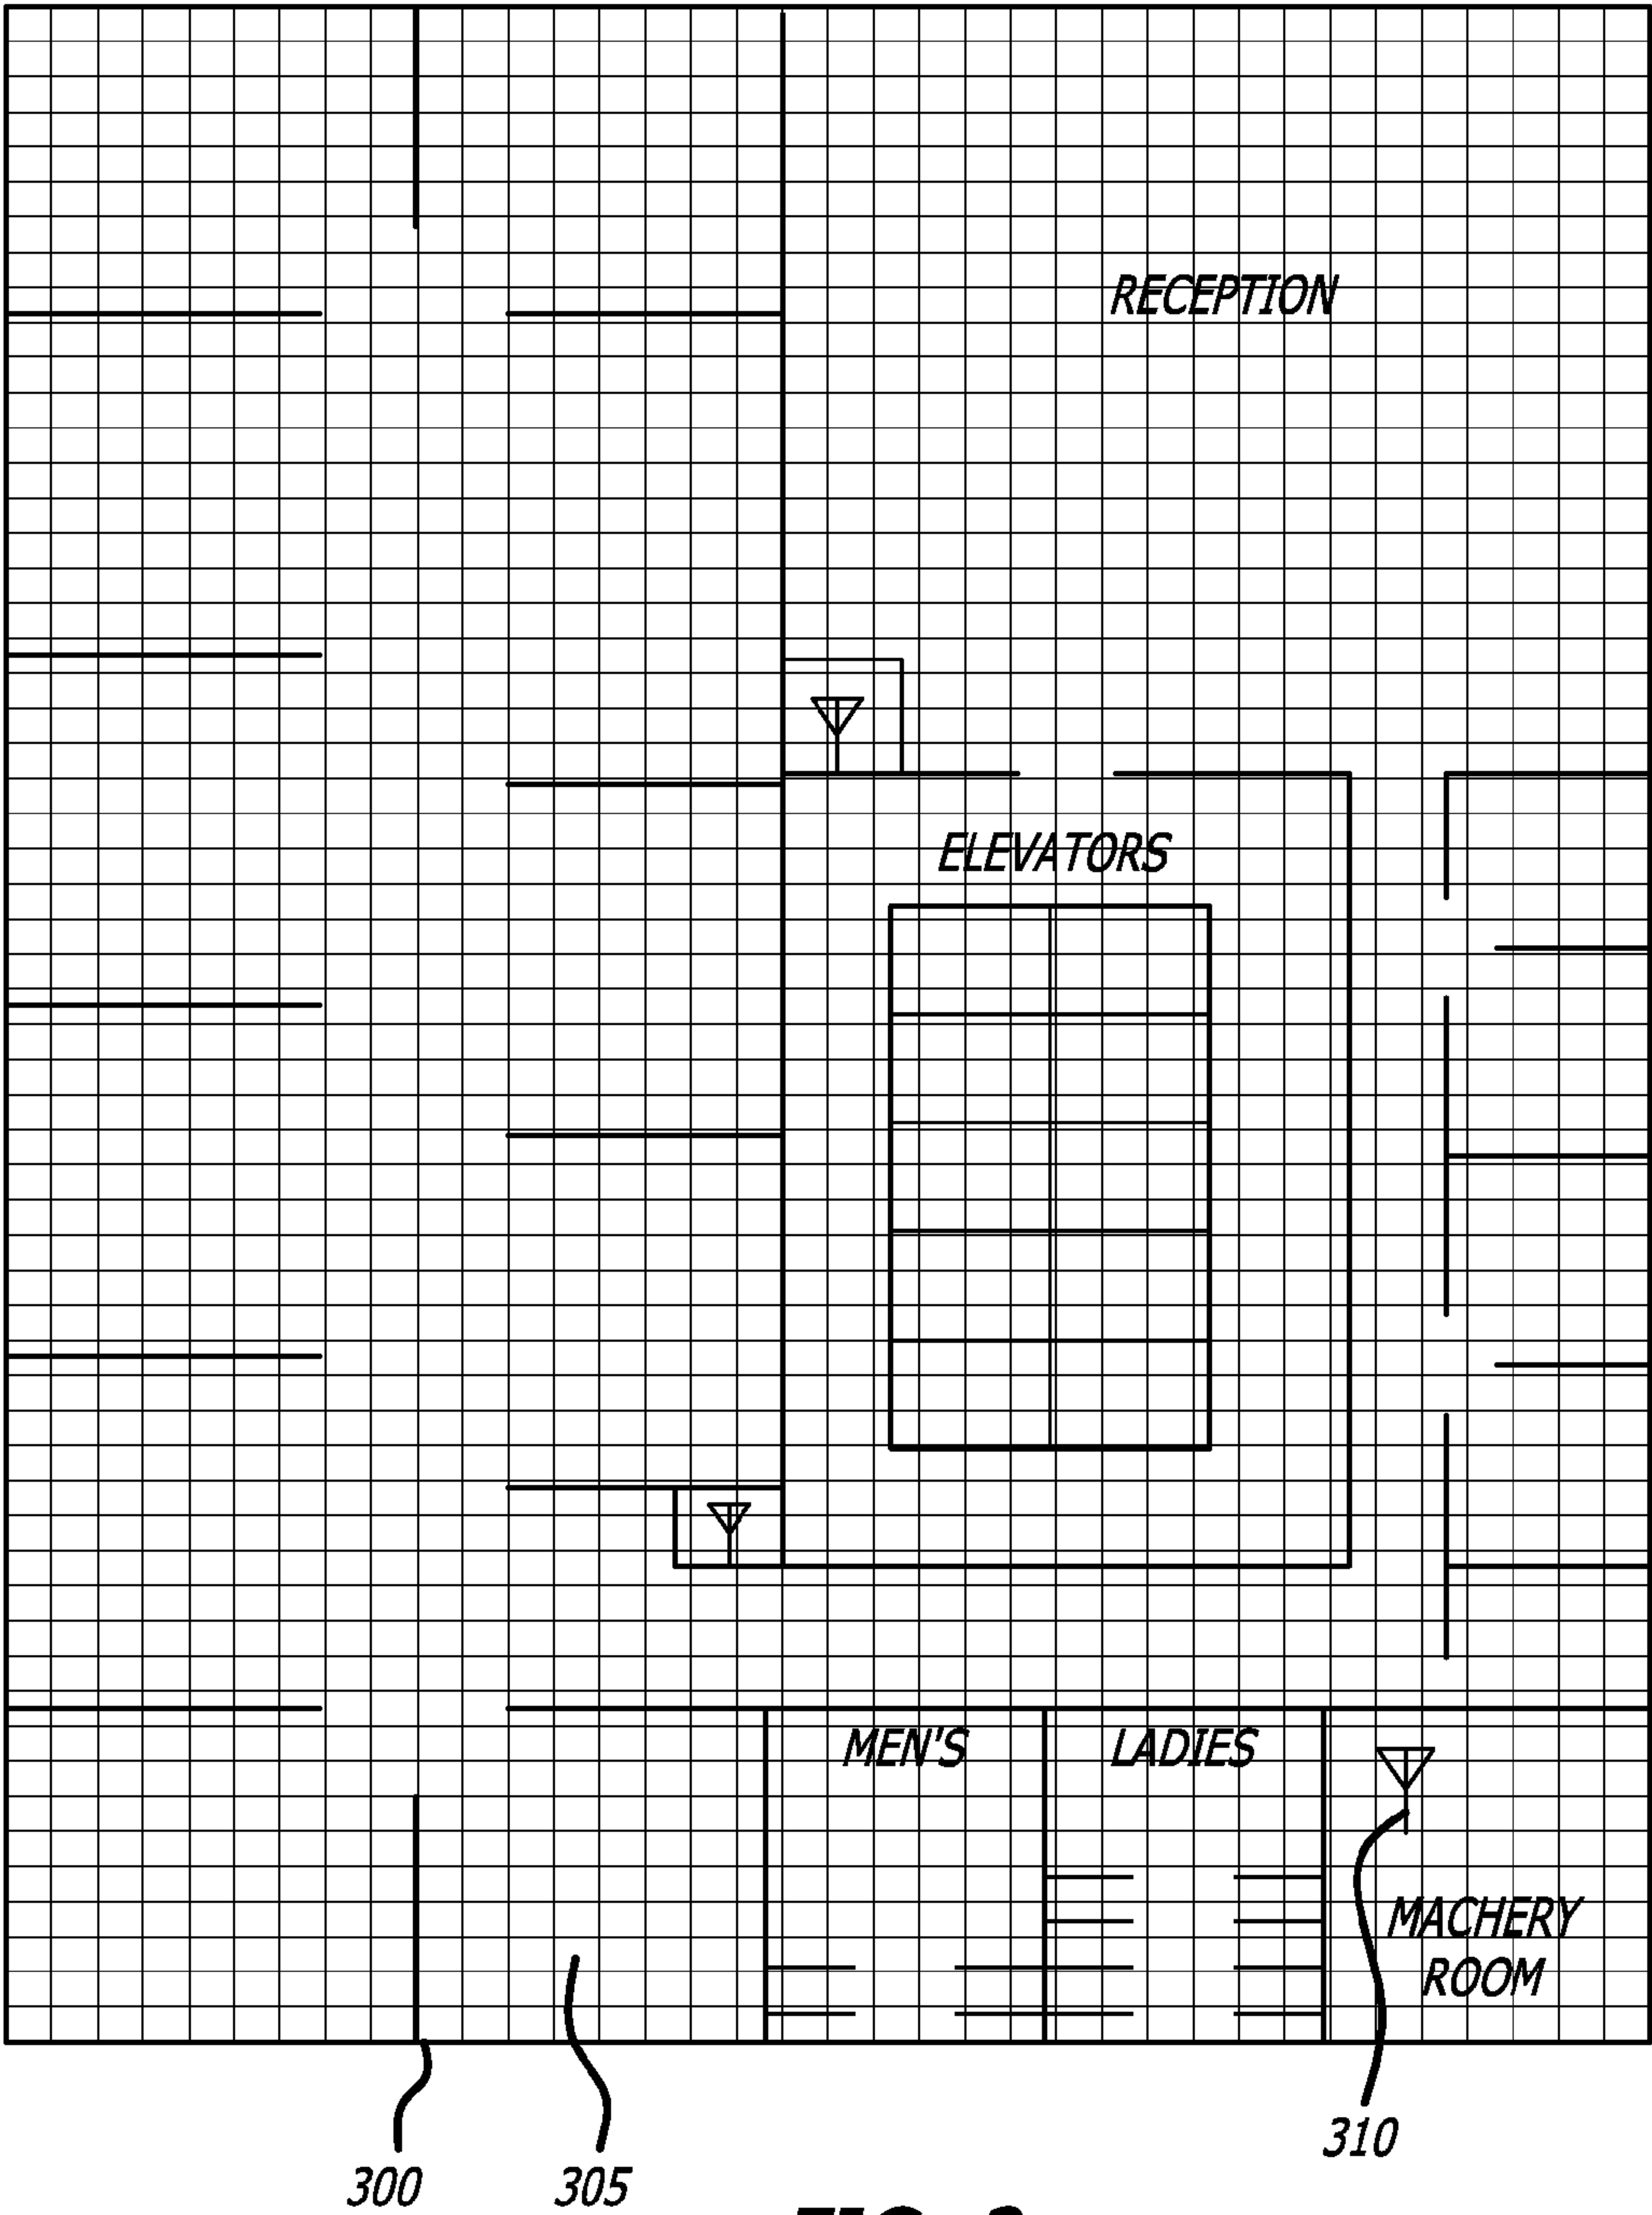 RECEPTION
ELEVATORS
MEN'S
LADIES
MACHERY
ROOM
310
300
305